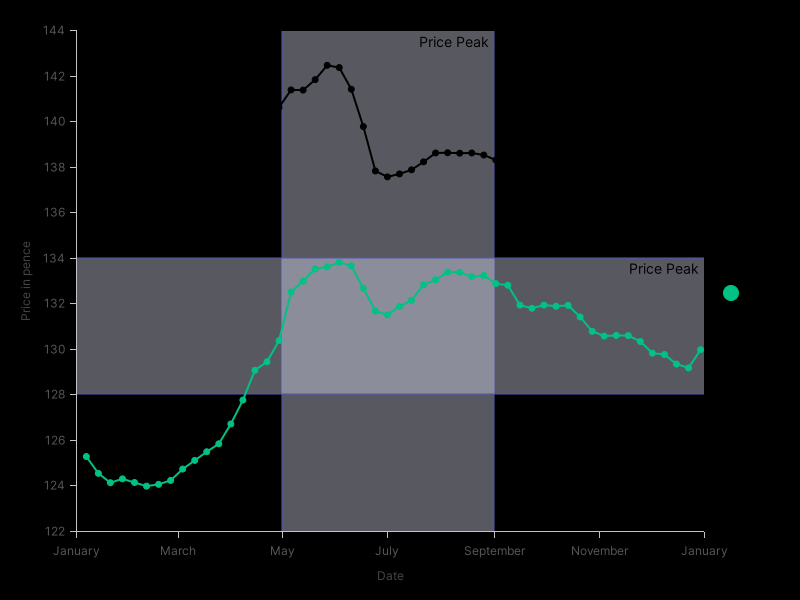 144
Price Peak
142
140
138
136
134
Price Peak
132
130
128
126
124
122
Price in pence
January March May July September November January
Date